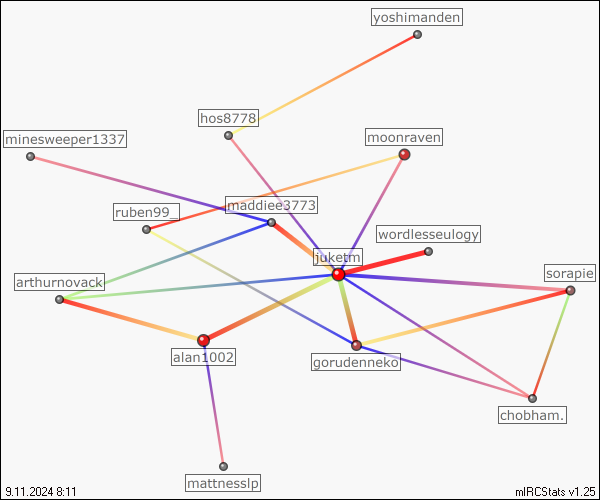 yoshimanden
hos8778
minesweeper1337
moonraven
maddiee3773
ruben99_
wordlesseulogy
juketm
sorapie
arthurnovack
alan1002
gorudenneko
chobham.
mattnesslp
9.11.2024 8:11
mIRCStats v1.25